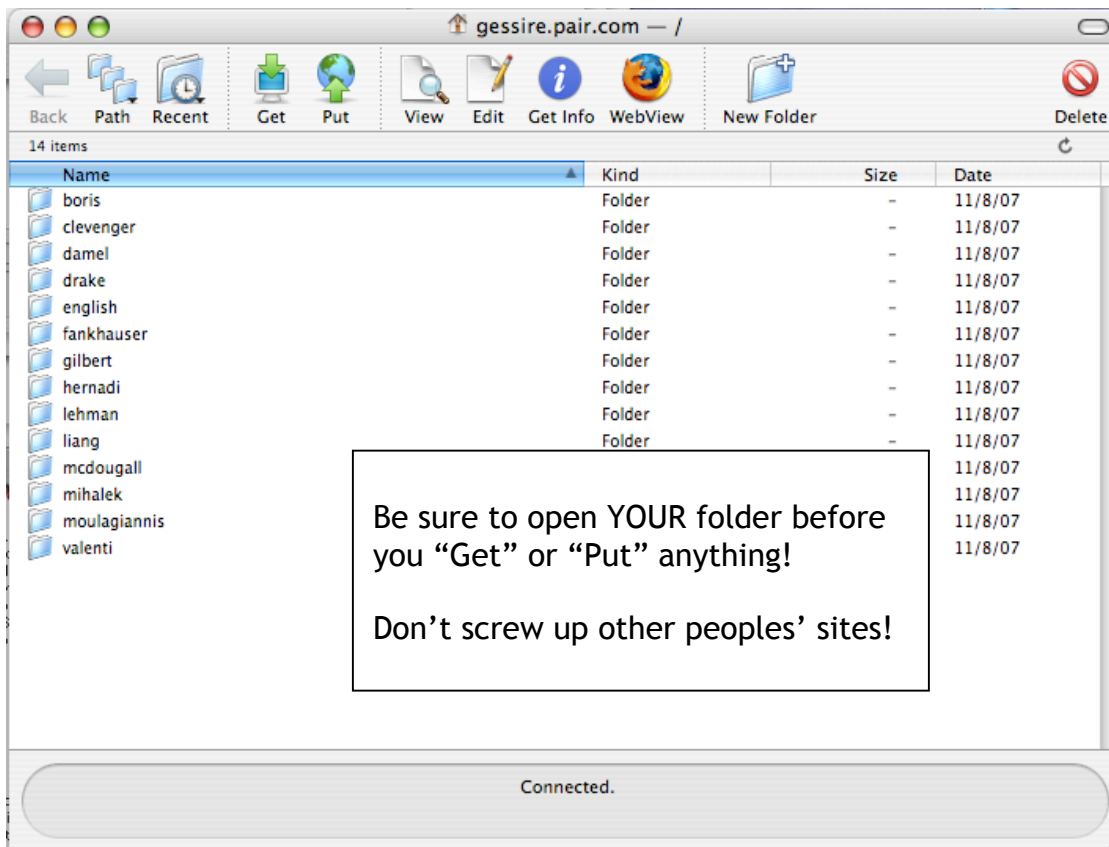 gessire.pair.com — /
Back Path Recent Get Put View Edit Get Info WebView New Folder Delete
14 items
Name Kind Size Date
boris Folder – 11/8/07
clevenger Folder – 11/8/07
damel Folder – 11/8/07
drake Folder – 11/8/07
english Folder – 11/8/07
fankhauser Folder – 11/8/07
gilbert Folder – 11/8/07
hernadi Folder – 11/8/07
lehman Folder – 11/8/07
liang Folder – 11/8/07
mcdougall 11/8/07
mihalek 11/8/07
moulagiannis 11/8/07
valenti 11/8/07
Be sure to open YOUR folder before
you “Get” or “Put” anything!
Don’t screw up other peoples’ sites!
Connected.